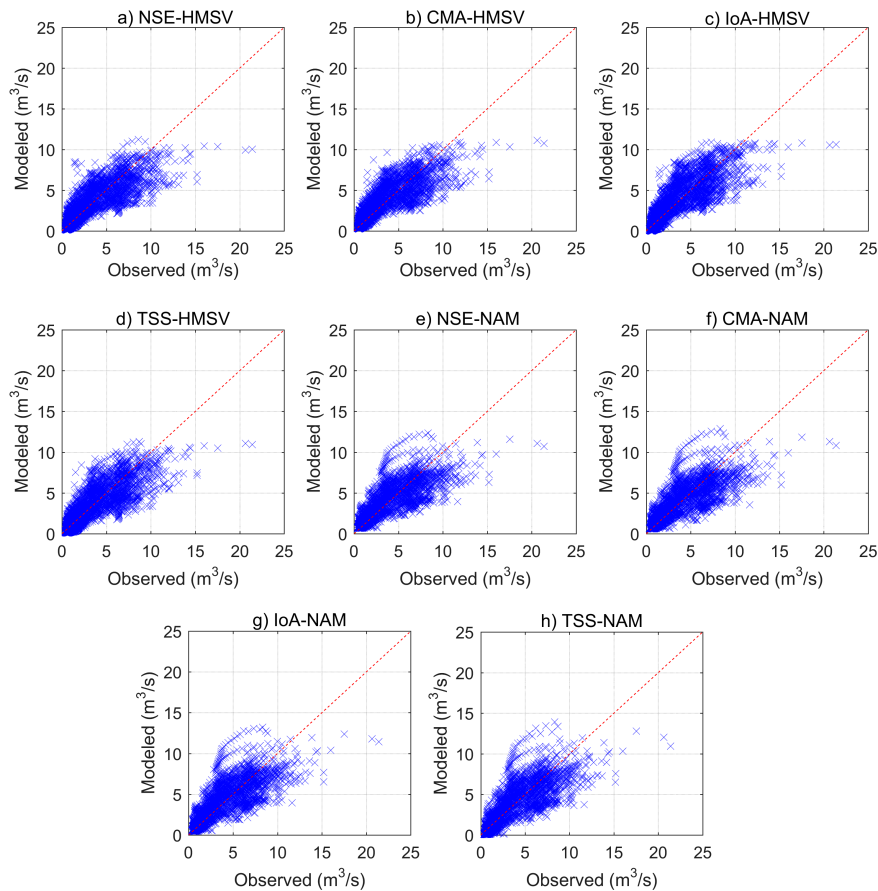 a) NSE-HMSV
b) CMA-HMSV
c) IoA-HMSV
25
20
15
10
5
0
Modeled (m³/s)
0 5 10 15 20 25
Observed (m³/s)
25
20
15
10
5
0
Modeled (m³/s)
0 5 10 15 20 25
Observed (m³/s)
25
20
15
10
5
0
Modeled (m³/s)
0 5 10 15 20 25
Observed (m³/s)
d) TSS-HMSV
e) NSE-NAM
f) CMA-NAM
25
20
15
10
5
0
Modeled (m³/s)
0 5 10 15 20 25
Observed (m³/s)
25
20
15
10
5
0
Modeled (m³/s)
0 5 10 15 20 25
Observed (m³/s)
25
20
15
10
5
0
Modeled (m³/s)
0 5 10 15 20 25
Observed (m³/s)
g) IoA-NAM
h) TSS-NAM
25
20
15
10
5
0
Modeled (m³/s)
0 5 10 15 20 25
Observed (m³/s)
25
20
15
10
5
0
Modeled (m³/s)
0 5 10 15 20 25
Observed (m³/s)